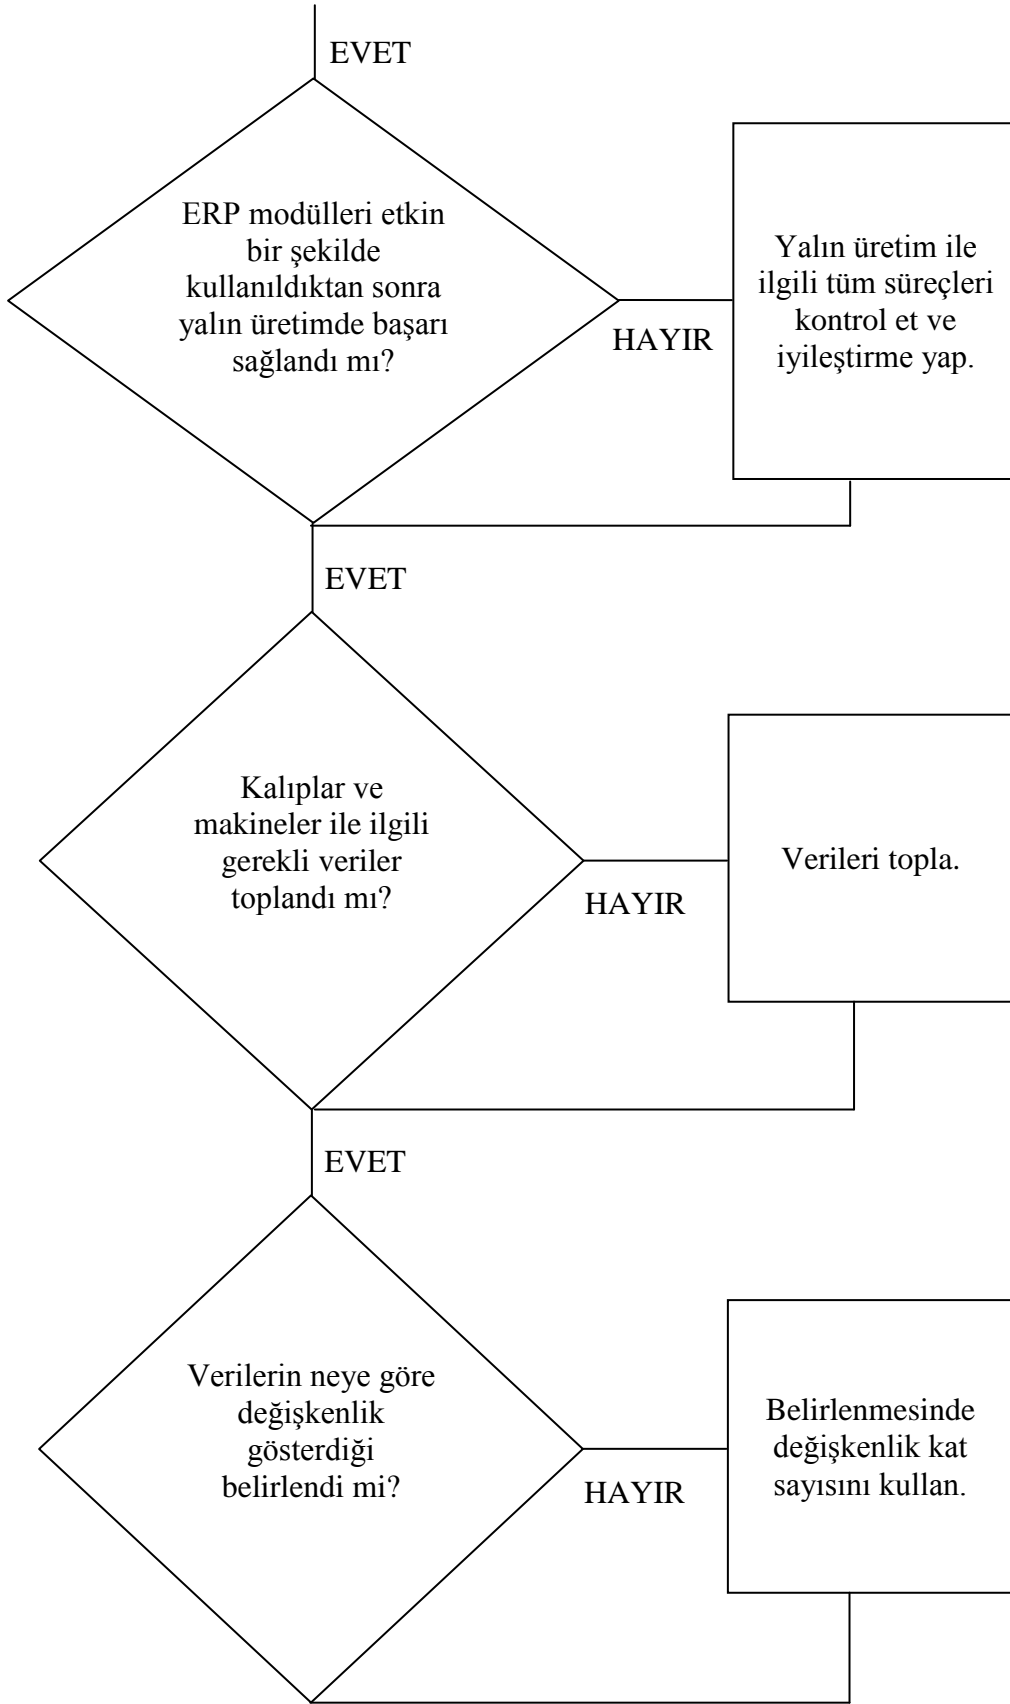 EVET
ERP modülleri etkin
bir şekilde
kullanıldıktan sonra
yalın üretimde başarı
sağlandı mı?
HAYIR
Yalın üretim ile
ilgili tüm süreçleri
kontrol et ve
iyileştirme yap.
EVET
Kalıplar ve
makineler ile ilgili
gerekli veriler
toplandı mı?
HAYIR
Verileri topla.
EVET
Verilerin neye göre
değişkenlik
gösterdiği
belirlendi mi?
HAYIR
Belirlenmesinde
değişkenlik kat
sayısını kullan.